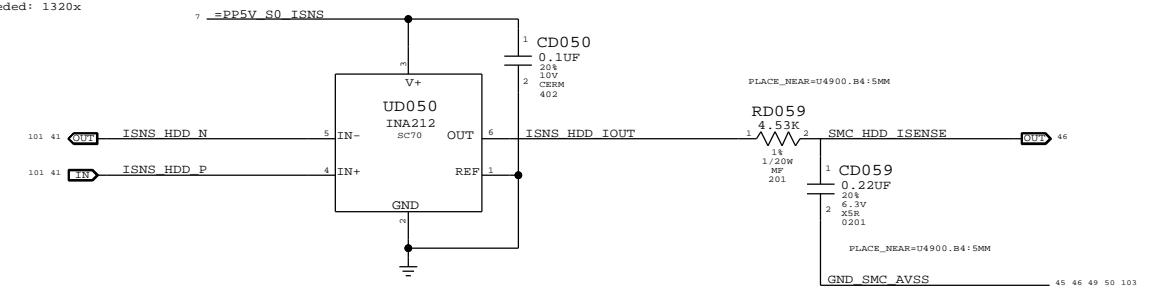 eded: 1320x
7 =PP5V_S0_ISNS
1
CD050
0.1UF
20%
10V
CERM
402
2
3
V+
UD050
INA212
SC70
PLACE_NEAR=U4900.B4:5MM
RD059
4.53K
1 2
1%
1/20W
MF
201
101 41 OUT ISNS_HDD_N 5 IN-
OUT 6 ISNS_HDD_IOUT
SMC_HDD_ISENSE OUT 46
101 41 IN ISNS_HDD_P 4 IN+
REF 1
GND
2
1
CD059
0.22UF
20%
6.3V
X5R
0201
2
PLACE_NEAR=U4900.B4:5MM
GND_SMC_AVSS 45 46 49 50 103